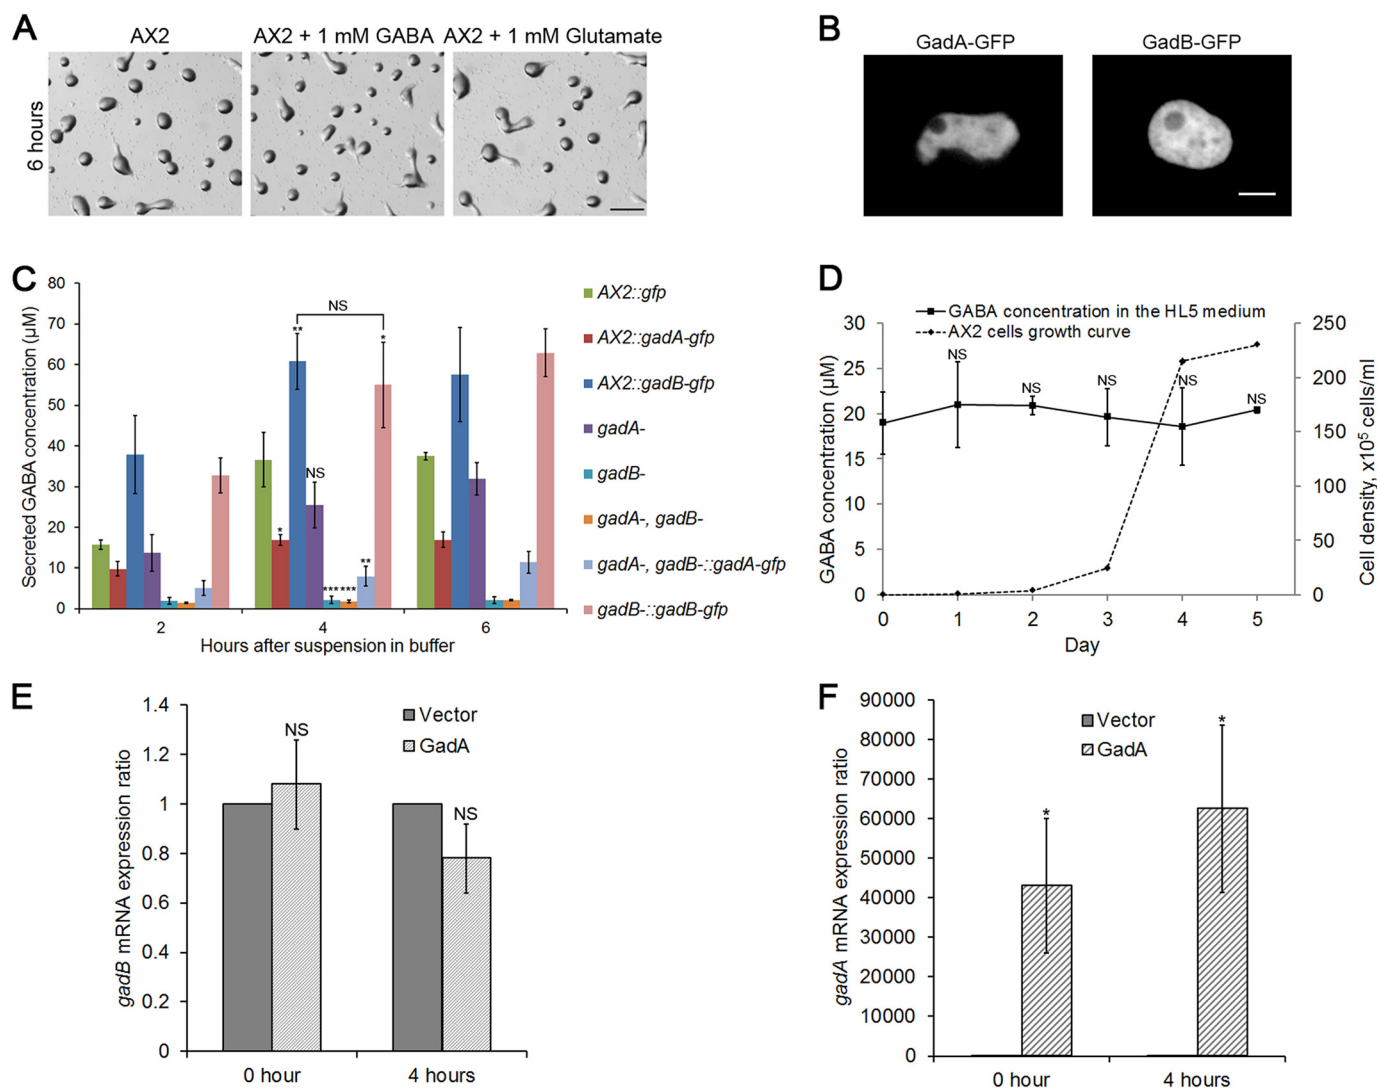 A
AX2
AX2 + 1 mM GABA
AX2 + 1 mM Glutamate
6 hours
B
GadA-GFP
GadB-GFP
C
Secreted GABA concentration (µM)
80
70
60
50
40
30
20
10
0
NS
**
*
*
NS
***
***
**
2
4
6
Hours after suspension in buffer
AX2::gfp
AX2::gadA-gfp
AX2::gadB-gfp
gadA-
gadB-
gadA-, gadB-
gadA-, gadB-::gadA-gfp
gadB-::gadB-gfp
D
GABA concentration in the HL5 medium
AX2 cells growth curve
GABA concentration (µM)
30
25
20
15
10
5
0
NS
NS
NS
NS
NS
250
200
150
100
50
0
Cell density, x10⁵ cells/ml
0
1
2
3
4
5
Day
E
gadB mRNA expression ratio
1.4
1.2
1
0.8
0.6
0.4
0.2
0
Vector
GadA
NS
NS
0 hour
4 hours
F
gadA mRNA expression ratio
90000
80000
70000
60000
50000
40000
30000
20000
10000
0
Vector
GadA
*
*
0 hour
4 hours